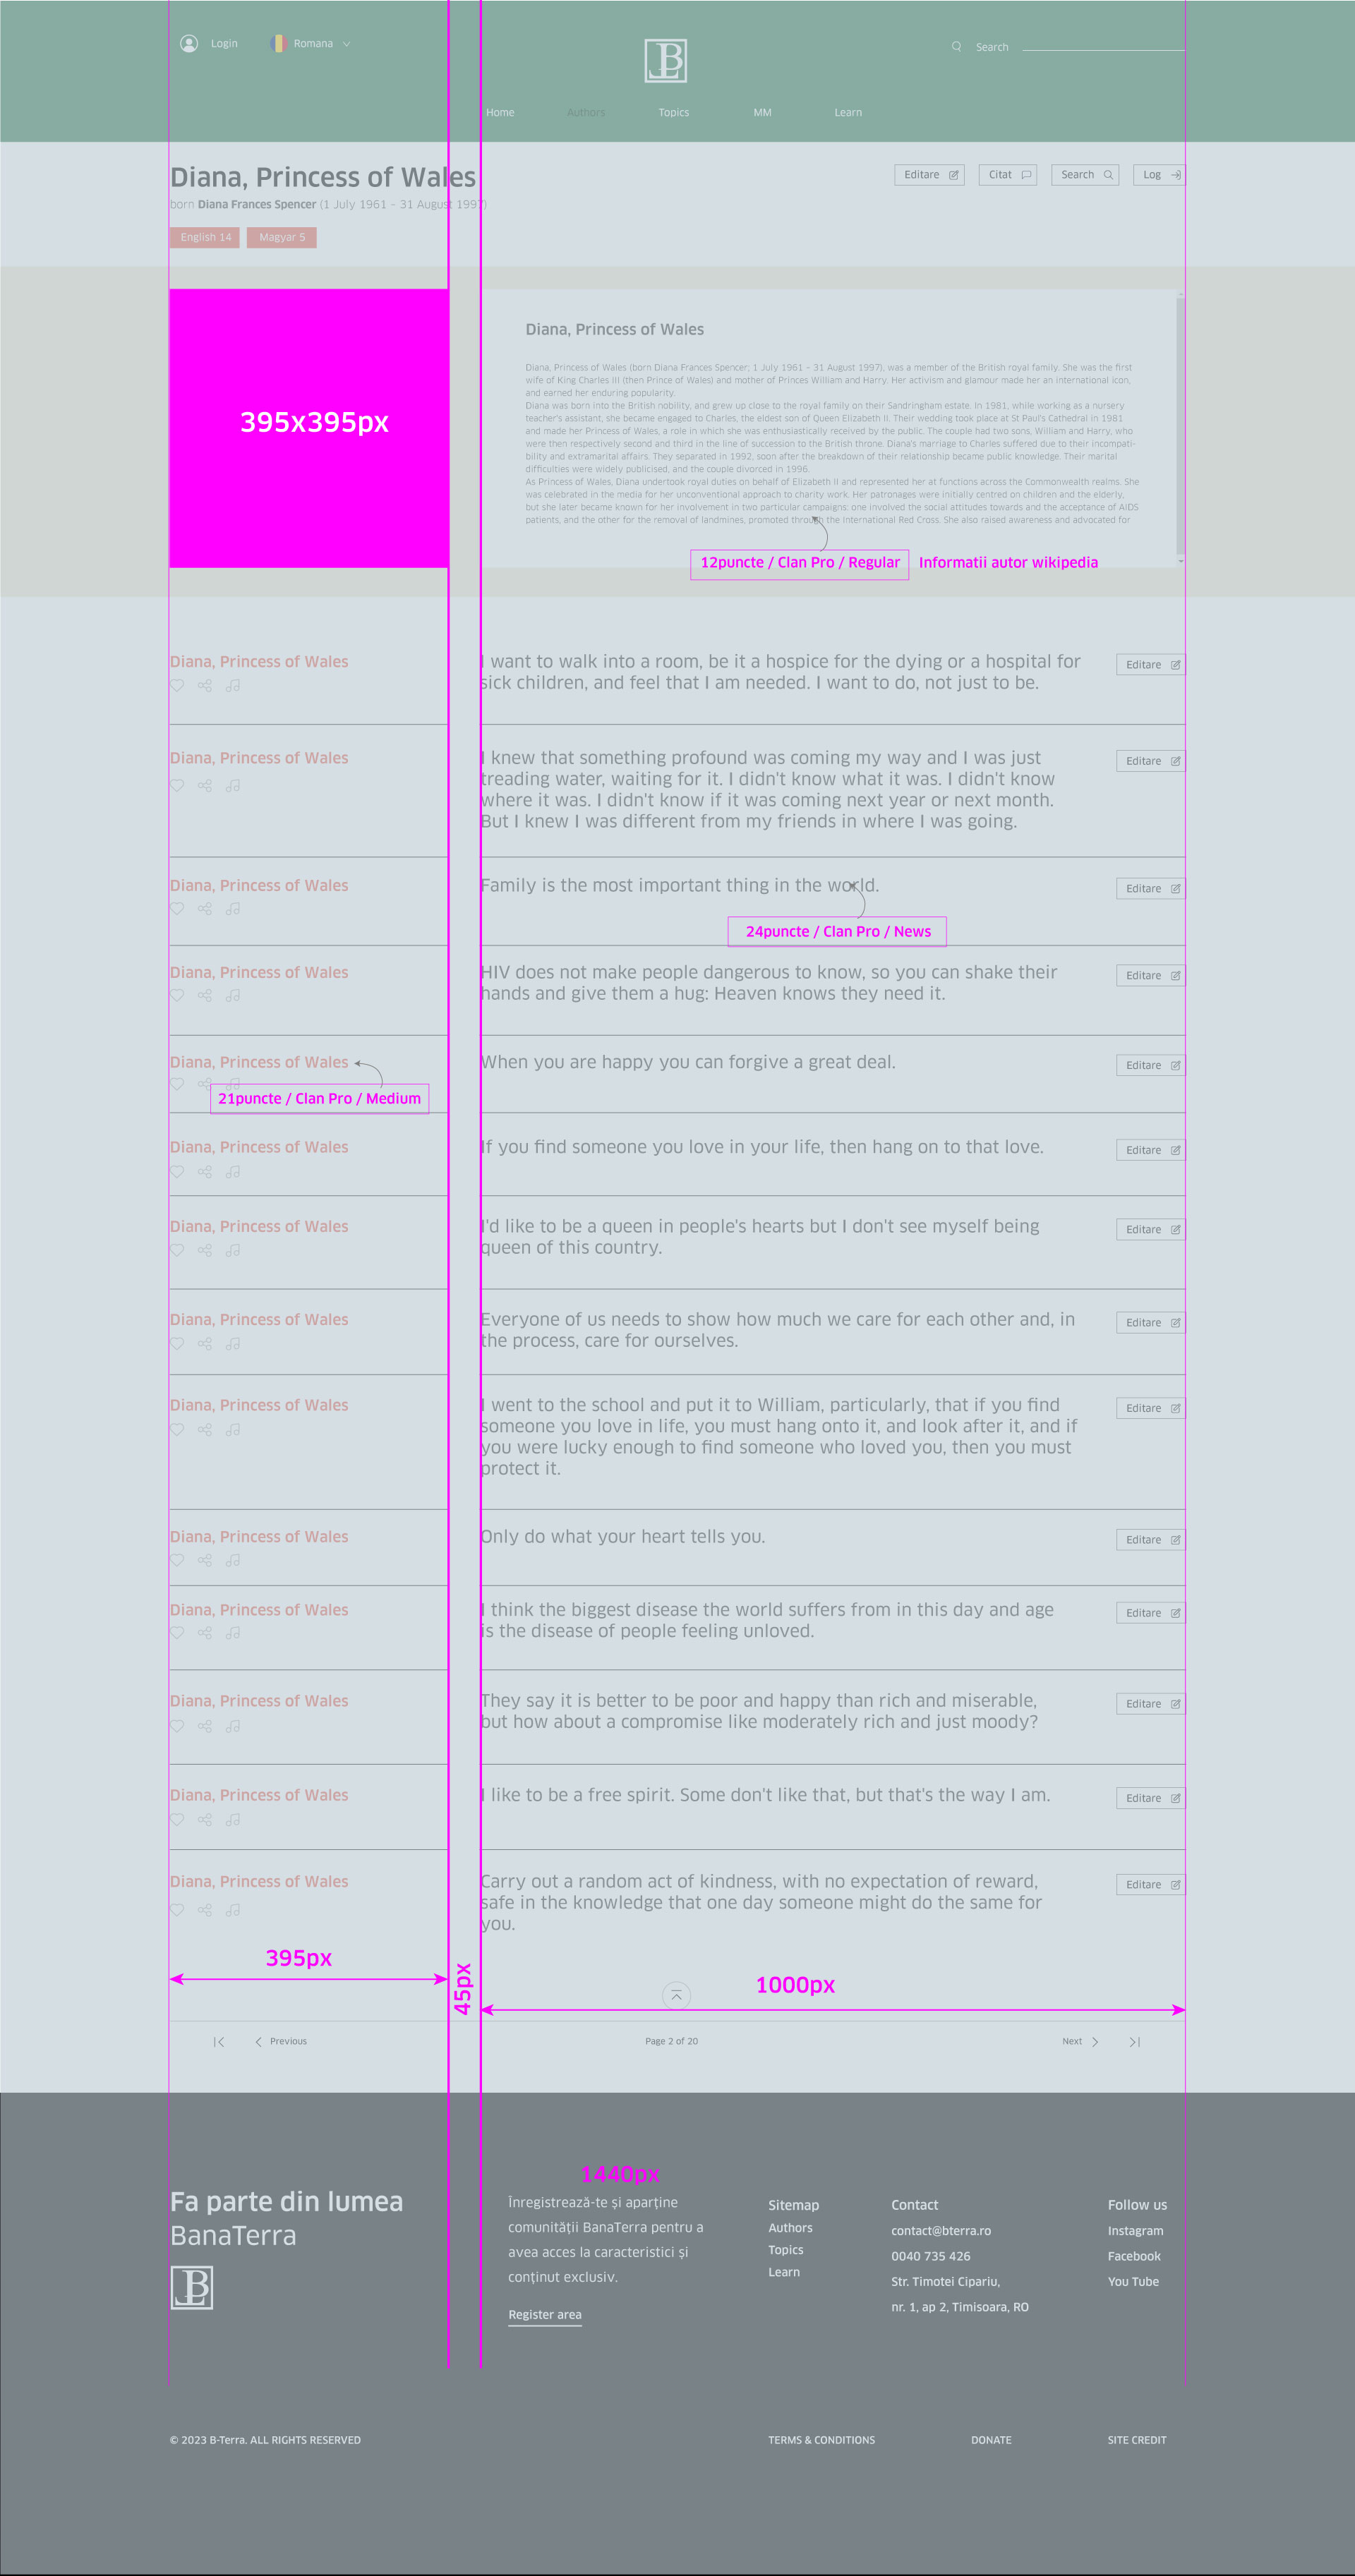 Login
Romana
Search
Home
Authors
Topics
MM
Learn
Diana, Princess of Wales
born Diana Frances Spencer (1 July 1961 – 31 August 1997)
Editare
Citat
Search
Log
English 14
Magyar 5
395x395px
Diana, Princess of Wales
Diana, Princess of Wales (born Diana Frances Spencer; 1 July 1961 – 31 August 1997), was a member of the British royal family. She was the first
wife of King Charles III (then Prince of Wales) and mother of Princes William and Harry. Her activism and glamour made her an international icon,
and earned her enduring popularity.
Diana was born into the British nobility, and grew up close to the royal family on their Sandringham estate. In 1981, while working as a nursery
teacher's assistant, she became engaged to Charles, the eldest son of Queen Elizabeth II. Their wedding took place at St Paul's Cathedral in 1981
and made her Princess of Wales, a role in which she was enthusiastically received by the public. The couple had two sons, William and Harry, who
were then respectively second and third in the line of succession to the British throne. Diana's marriage to Charles suffered due to their incompati-
bility and extramarital affairs. They separated in 1992, soon after the breakdown of their relationship became public knowledge. Their marital
difficulties were widely publicised, and the couple divorced in 1996.
As Princess of Wales, Diana undertook royal duties on behalf of Elizabeth II and represented her at functions across the Commonwealth realms. She
was celebrated in the media for her unconventional approach to charity work. Her patronages were initially centred on children and the elderly,
but she later became known for her involvement in two particular campaigns: one involved the social attitudes towards and the acceptance of AIDS
patients, and the other for the removal of landmines, promoted through the International Red Cross. She also raised awareness and advocated for
12puncte / Clan Pro / Regular
Informatii autor wikipedia
Diana, Princess of Wales
I want to walk into a room, be it a hospice for the dying or a hospital for
sick children, and feel that I am needed. I want to do, not just to be.
Editare
Diana, Princess of Wales
I knew that something profound was coming my way and I was just
treading water, waiting for it. I didn't know what it was. I didn't know
where it was. I didn't know if it was coming next year or next month.
But I knew I was different from my friends in where I was going.
Editare
Diana, Princess of Wales
Family is the most important thing in the world.
Editare
24puncte / Clan Pro / News
Diana, Princess of Wales
HIV does not make people dangerous to know, so you can shake their
hands and give them a hug: Heaven knows they need it.
Editare
Diana, Princess of Wales
When you are happy you can forgive a great deal.
Editare
21puncte / Clan Pro / Medium
Diana, Princess of Wales
If you find someone you love in your life, then hang on to that love.
Editare
Diana, Princess of Wales
I'd like to be a queen in people's hearts but I don't see myself being
queen of this country.
Editare
Diana, Princess of Wales
Everyone of us needs to show how much we care for each other and, in
the process, care for ourselves.
Editare
Diana, Princess of Wales
I went to the school and put it to William, particularly, that if you find
someone you love in life, you must hang onto it, and look after it, and if
you were lucky enough to find someone who loved you, then you must
protect it.
Editare
Diana, Princess of Wales
Only do what your heart tells you.
Editare
Diana, Princess of Wales
I think the biggest disease the world suffers from in this day and age
is the disease of people feeling unloved.
Editare
Diana, Princess of Wales
They say it is better to be poor and happy than rich and miserable,
but how about a compromise like moderately rich and just moody?
Editare
Diana, Princess of Wales
I like to be a free spirit. Some don't like that, but that's the way I am.
Editare
Diana, Princess of Wales
Carry out a random act of kindness, with no expectation of reward,
safe in the knowledge that one day someone might do the same for
you.
Editare
395px
45px
1000px
Previous
Page 2 of 20
Next
1440px
Fa parte din lumea
BanaTerra
Înregistrează-te și aparține
comunității BanaTerra pentru a
avea acces la caracteristici și
conținut exclusiv.
Register area
Sitemap
Authors
Topics
Learn
Contact
contact@bterra.ro
0040 735 426
Str. Timotei Cipariu,
nr. 1, ap 2, Timisoara, RO
Follow us
Instagram
Facebook
You Tube
© 2023 B-Terra. ALL RIGHTS RESERVED
TERMS & CONDITIONS
DONATE
SITE CREDIT